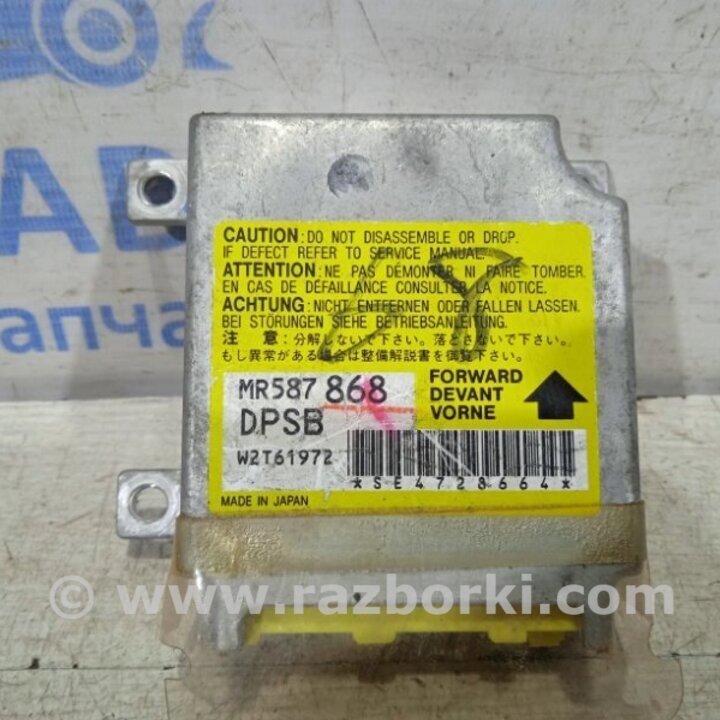 CAUTION : DO NOT DISASSEMBLE OR DROP.
IF DEFECT REFER TO SERVICE MANUAL.
ATTENTION : NE PAS DÉMONTER NI FAIRE TOMBER.
EN CAS DE DÉFAILLANCE CONSULTER LA NOTICE.
ACHTUNG : NICHT ENTFERNEN ODER FALLEN LASSEN.
BEI STÖRUNGEN SIEHE BETRIEBSANLEITUNG.
注 意 : 分解しないで下さい。落とさないで下さい。
もし異常がある場合は整備解説書を御覧下さい。
MR587 868
DPSB
W2T61972
FORWARD
DEVANT
VORNE
*SE4728664*
MADE IN JAPAN
© www.razborki.com